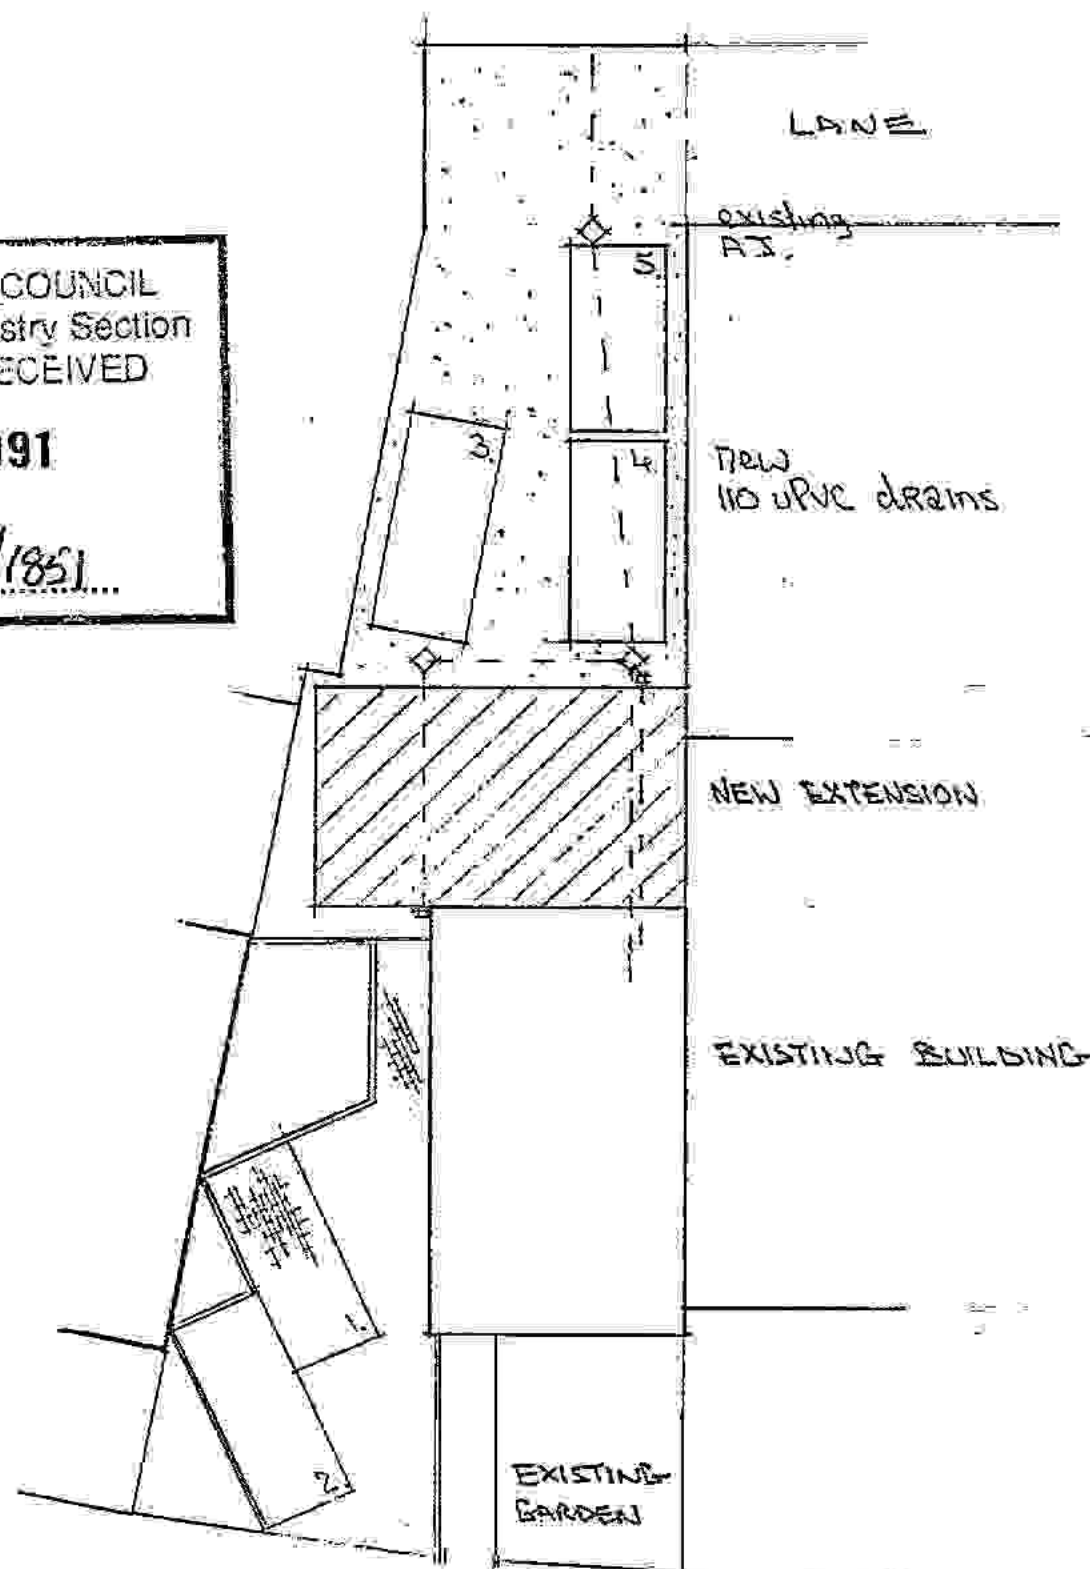 LANE
existing
A.J.
COUNCIL
stry Section
ECEIVED
191
/1851
5.
3.
4.
new
110 uPVC drains
NEW EXTENSION
EXISTING BUILDING
1.
2.
EXISTING
GARDEN